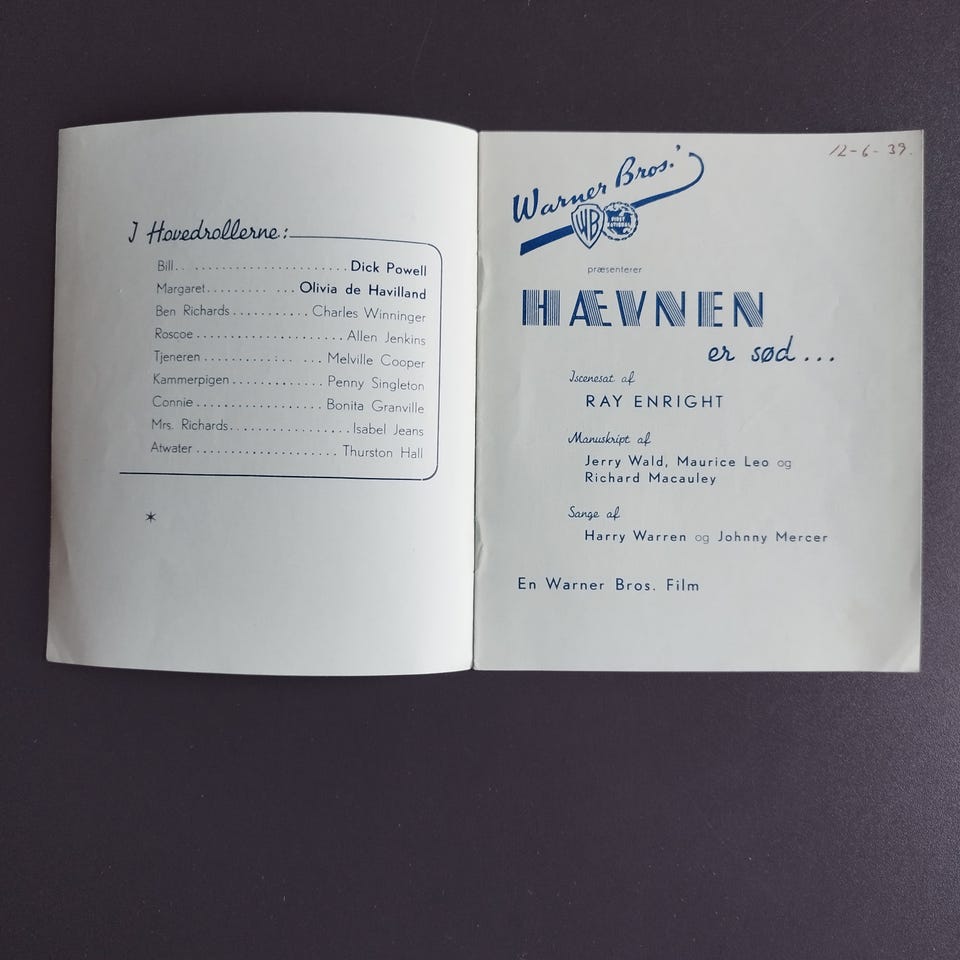 I Hovedrollerne:
Bill.. ....................... Dick Powell
Margaret......... ... Olivia de Havilland
Ben Richards........... Charles Winninger
Roscoe..................... Allen Jenkins
Tjeneren.......... .. ... Melville Cooper
Kammerpigen............. Penny Singleton
Connie.................. Bonita Granville
Mrs. Richards................. Isabel Jeans
Atwater.................... Thurston Hall
12-6-39.
Warner Bros.'
WB
FIRST
NATIONAL
præsenterer
HÆVNEN
er sød...
Iscenesat af
RAY ENRIGHT
Manuskript af
Jerry Wald, Maurice Leo og
Richard Macauley
Sange af
Harry Warren og Johnny Mercer
En Warner Bros. Film